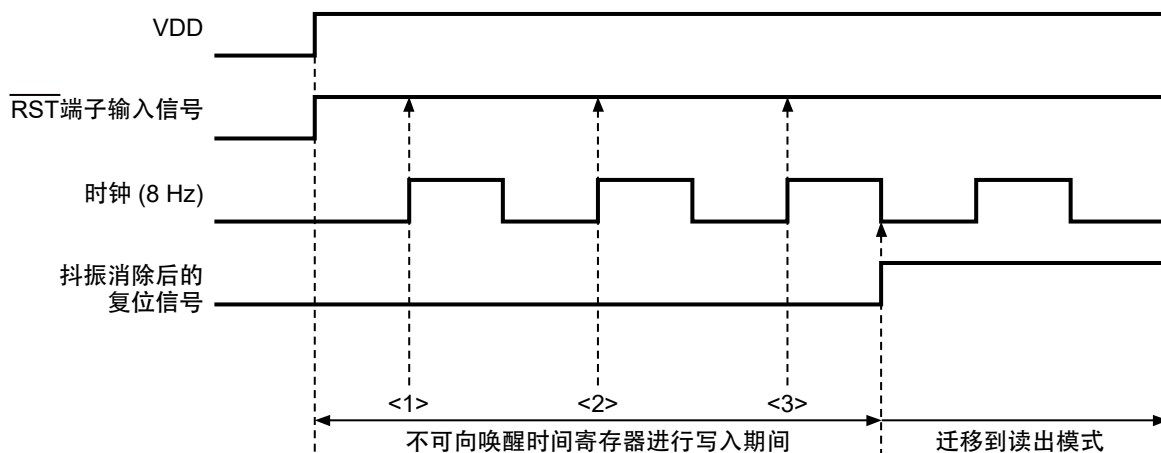 VDD
RST端子输入信号
时钟 (8 Hz)
抖振消除后的
复位信号
<1> <2> <3>
不可向唤醒时间寄存器进行写入期间 迁移到读出模式